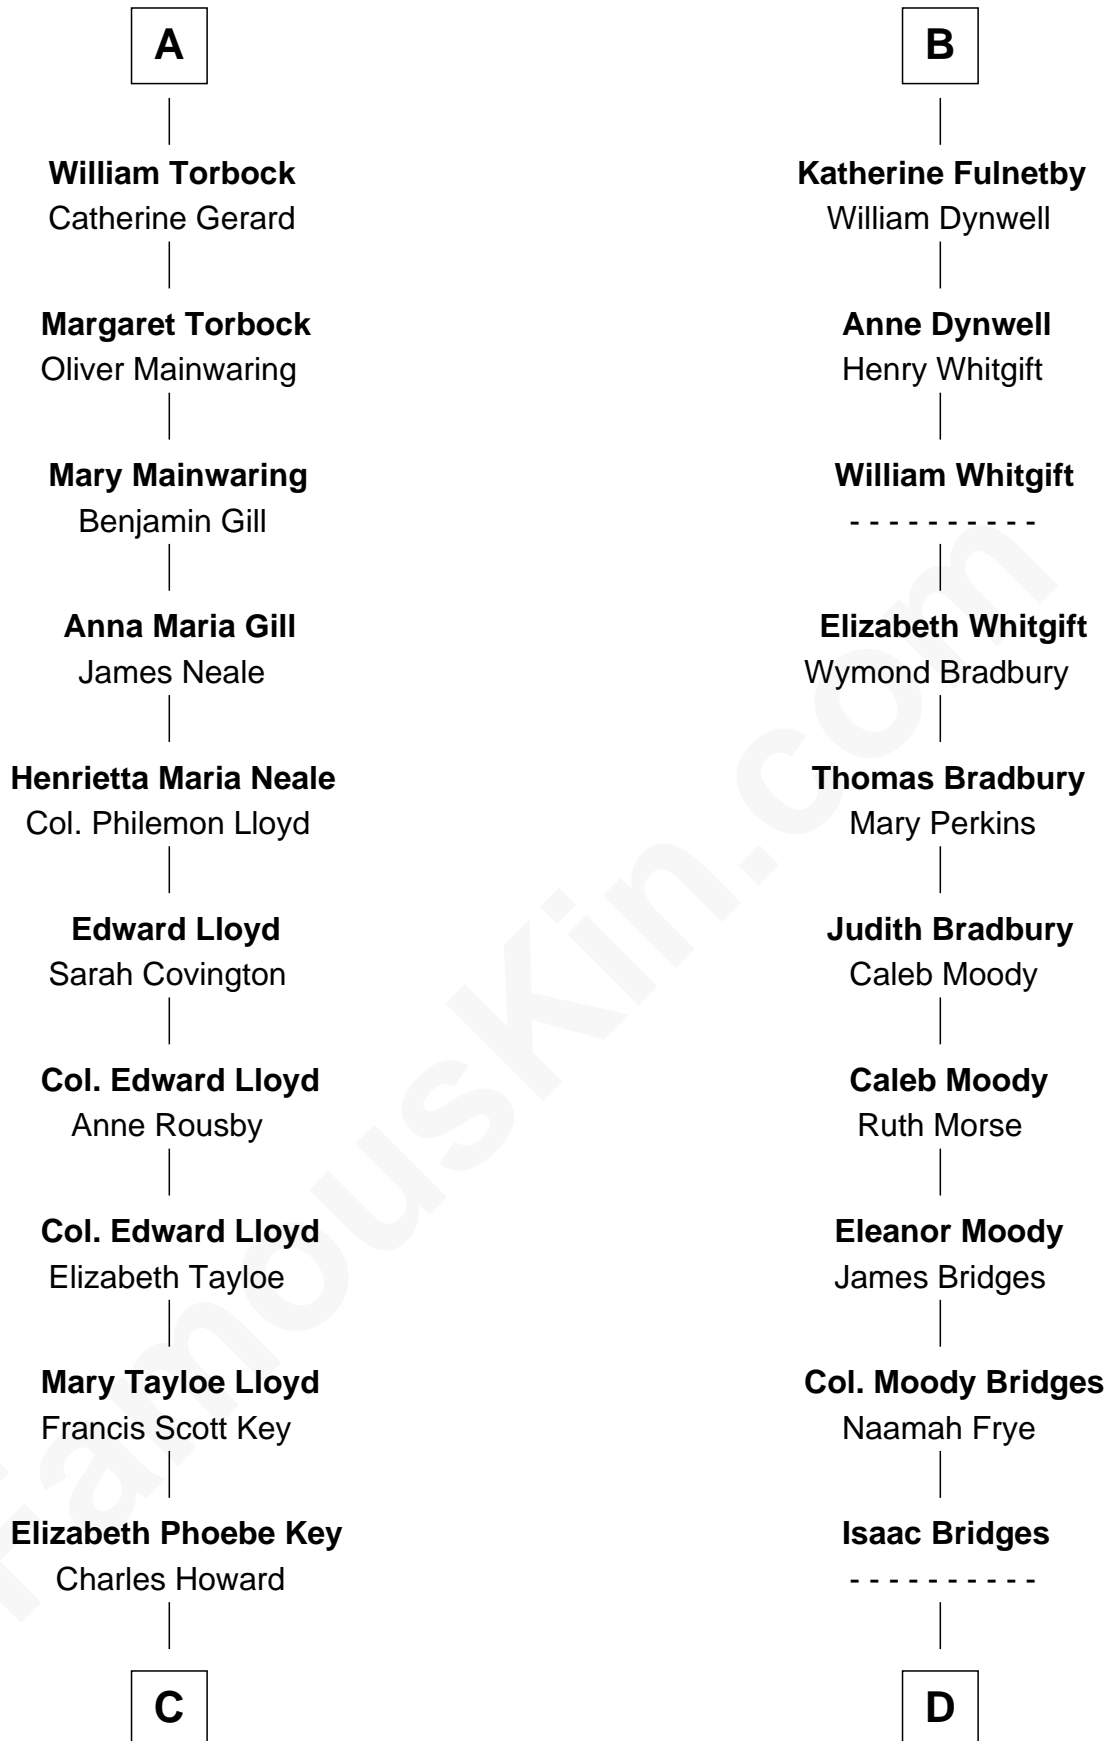 A
William Torbock
Catherine Gerard
Margaret Torbock
Oliver Mainwaring
Mary Mainwaring
Benjamin Gill
Anna Maria Gill
James Neale
Henrietta Maria Neale
Col. Philemon Lloyd
Edward Lloyd
Sarah Covington
Col. Edward Lloyd
Anne Rousby
Col. Edward Lloyd
Elizabeth Tayloe
Mary Tayloe Lloyd
Francis Scott Key
Elizabeth Phoebe Key
Charles Howard
C
B
Katherine Fulnetby
William Dynwell
Anne Dynwell
Henry Whitgift
William Whitgift
- - - - - - - - - -
Elizabeth Whitgift
Wymond Bradbury
Thomas Bradbury
Mary Perkins
Judith Bradbury
Caleb Moody
Caleb Moody
Ruth Morse
Eleanor Moody
James Bridges
Col. Moody Bridges
Naamah Frye
Isaac Bridges
- - - - - - - - - -
D
FamousKin.com